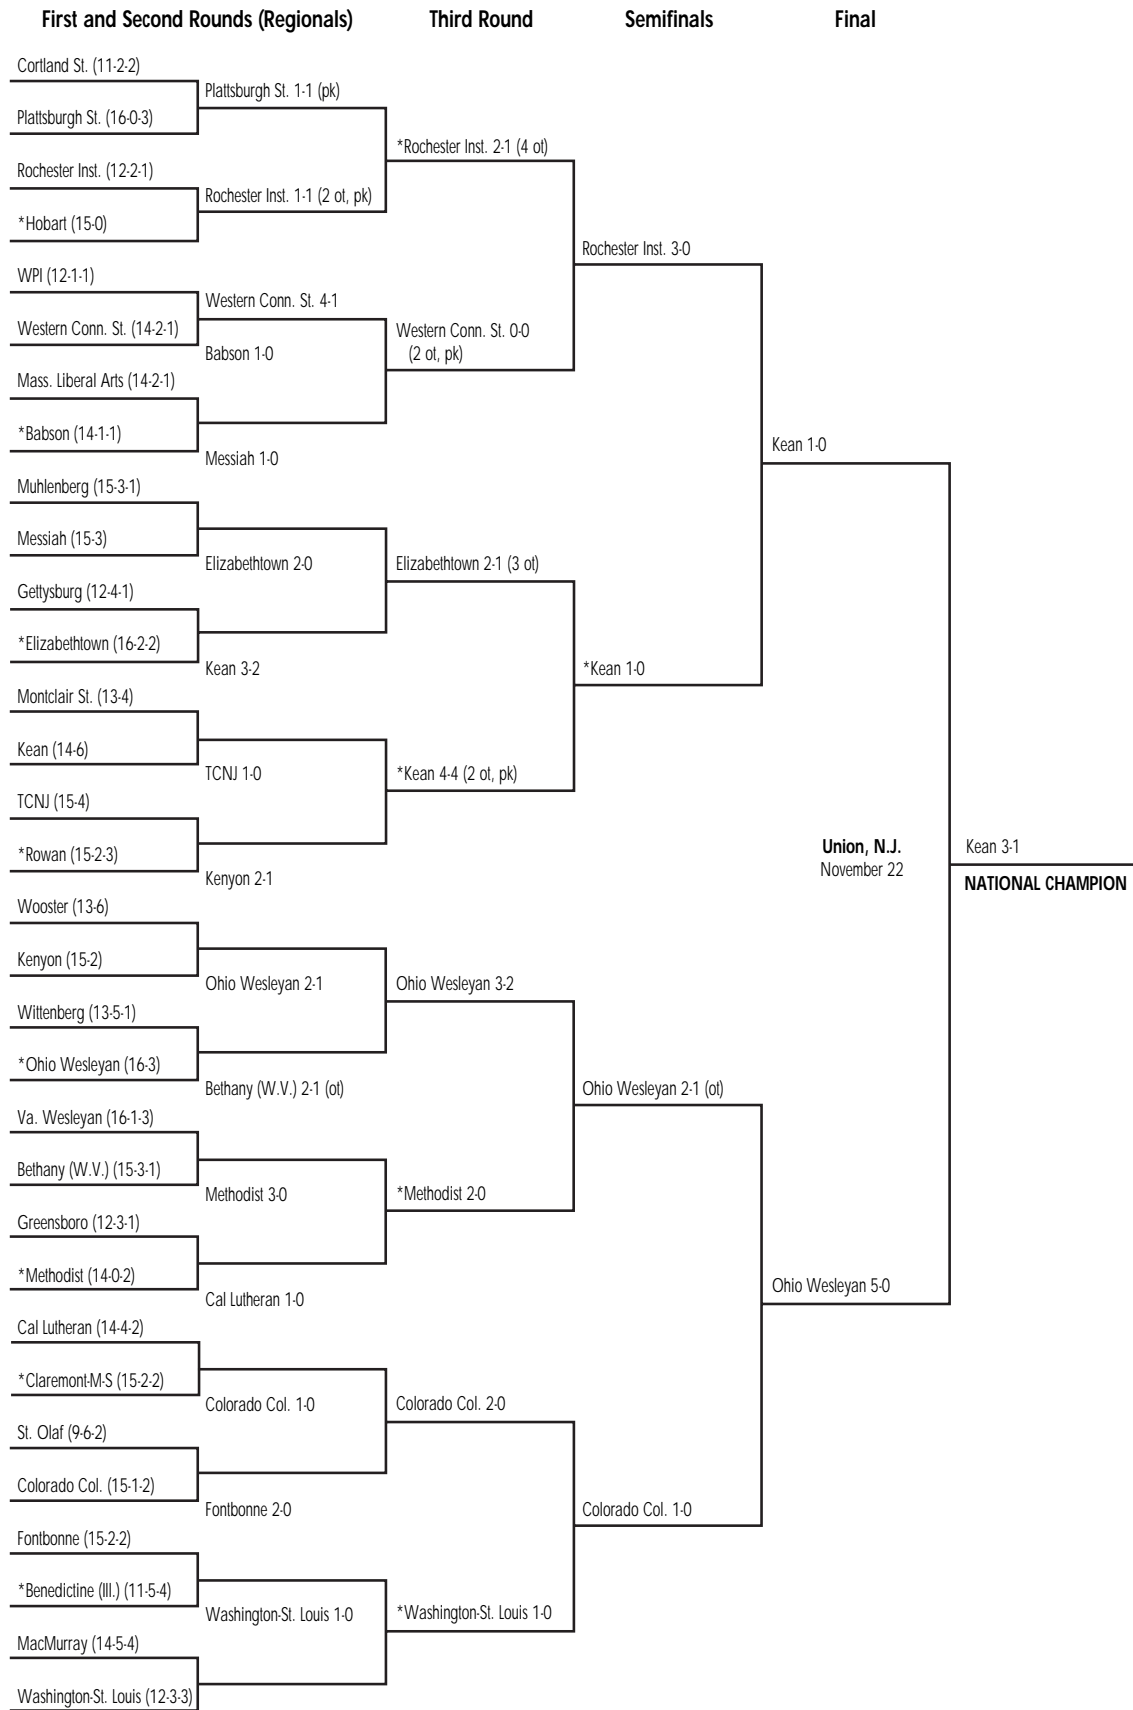 First and Second Rounds (Regionals)
Third Round
Semifinals
Final
Cortland St. (11-2-2)
Plattsburgh St. 1-1 (pk)
Plattsburgh St. (16-0-3)
*Rochester Inst. 2-1 (4 ot)
Rochester Inst. (12-2-1)
Rochester Inst. 1-1 (2 ot, pk)
*Hobart (15-0)
Rochester Inst. 3-0
WPI (12-1-1)
Western Conn. St. 4-1
Western Conn. St. (14-2-1)
Western Conn. St. 0-0
(2 ot, pk)
Babson 1-0
Mass. Liberal Arts (14-2-1)
*Babson (14-1-1)
Kean 1-0
Messiah 1-0
Muhlenberg (15-3-1)
Messiah (15-3)
Elizabethtown 2-0
Elizabethtown 2-1 (3 ot)
Gettysburg (12-4-1)
*Elizabethtown (16-2-2)
Kean 3-2
*Kean 1-0
Montclair St. (13-4)
Kean (14-6)
TCNJ 1-0
*Kean 4-4 (2 ot, pk)
TCNJ (15-4)
*Rowan (15-2-3)
Union, N.J.
November 22
Kean 3-1
NATIONAL CHAMPION
Kenyon 2-1
Wooster (13-6)
Kenyon (15-2)
Ohio Wesleyan 2-1
Ohio Wesleyan 3-2
Wittenberg (13-5-1)
*Ohio Wesleyan (16-3)
Bethany (W.V.) 2-1 (ot)
Ohio Wesleyan 2-1 (ot)
Va. Wesleyan (16-1-3)
Bethany (W.V.) (15-3-1)
Methodist 3-0
*Methodist 2-0
Greensboro (12-3-1)
*Methodist (14-0-2)
Ohio Wesleyan 5-0
Cal Lutheran 1-0
Cal Lutheran (14-4-2)
*Claremont-M-S (15-2-2)
Colorado Col. 1-0
Colorado Col. 2-0
St. Olaf (9-6-2)
Colorado Col. (15-1-2)
Fontbonne 2-0
Colorado Col. 1-0
Fontbonne (15-2-2)
*Benedictine (Ill.) (11-5-4)
Washington-St. Louis 1-0
*Washington-St. Louis 1-0
MacMurray (14-5-4)
Washington-St. Louis (12-3-3)